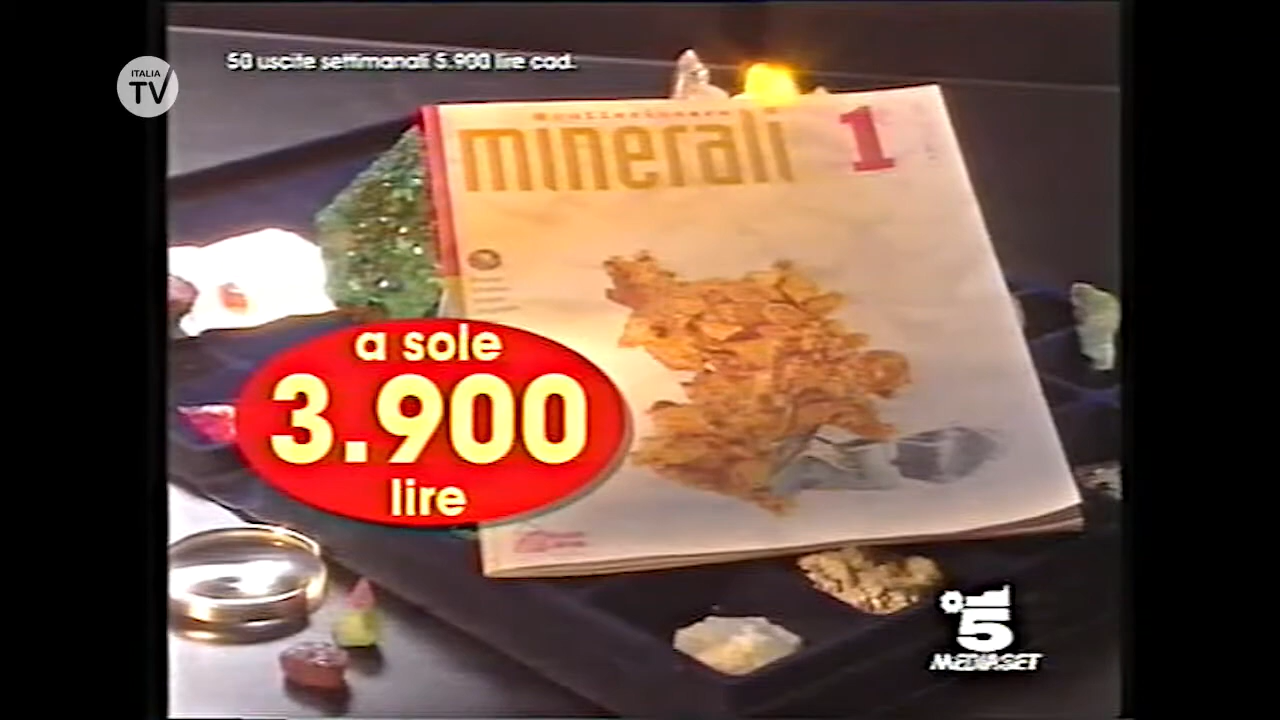 50 uscite settimanali 5.900 lire cad.
ITALIA
TV
minerali
1
a sole
3.900
lire
5
MEDIASET